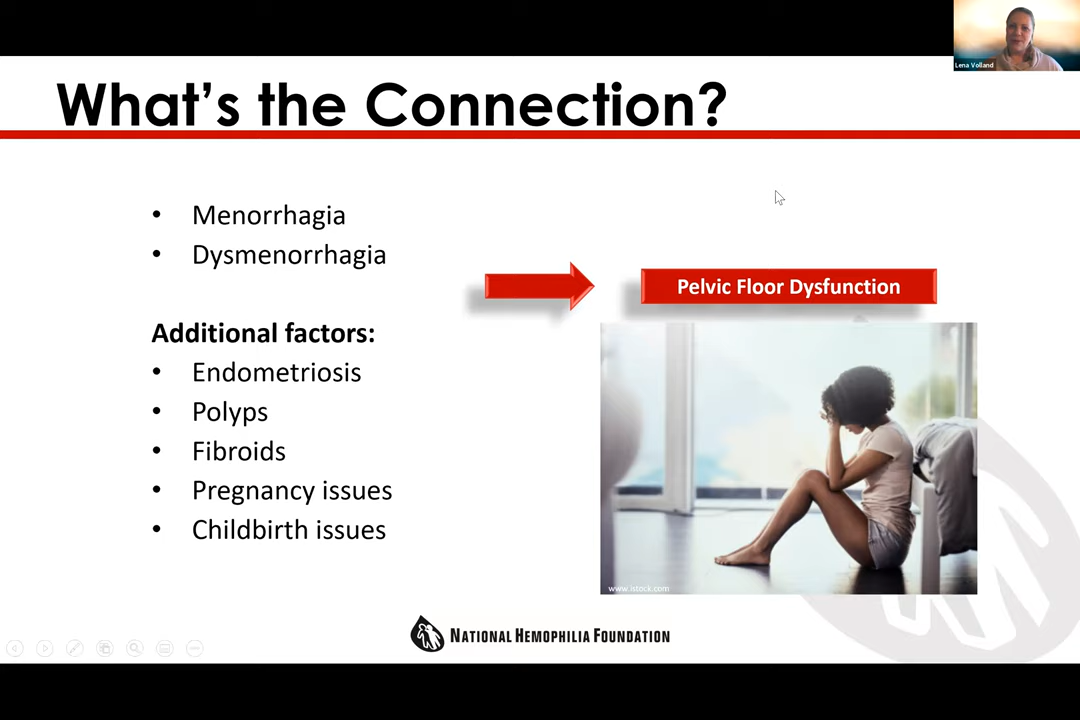 Lena Volland
What's the Connection?
• Menorrhagia
• Dysmenorrhagia
Additional factors:
• Endometriosis
• Polyps
• Fibroids
• Pregnancy issues
• Childbirth issues
Pelvic Floor Dysfunction
www.istock.com
NATIONAL HEMOPHILIA FOUNDATION